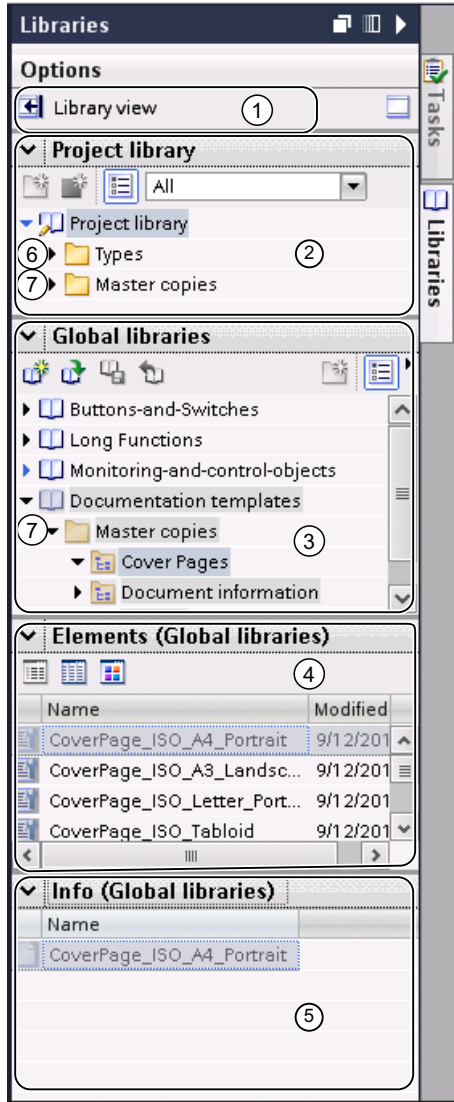 Libraries
Options
Library view
1
Tasks
Libraries
Project library
All
Project library
6
Types
2
7
Master copies
Global libraries
Buttons-and-Switches
Long Functions
Monitoring-and-control-objects
Documentation templates
7
Master copies
3
Cover Pages
Document information
Elements (Global libraries)
4
Name Modified
CoverPage_ISO_A4_Portrait 9/12/201
CoverPage_ISO_A3_Landsc... 9/12/201
CoverPage_ISO_Letter_Port... 9/12/201
CoverPage_ISO_Tabloid 9/12/201
Info (Global libraries)
Name
CoverPage_ISO_A4_Portrait
5